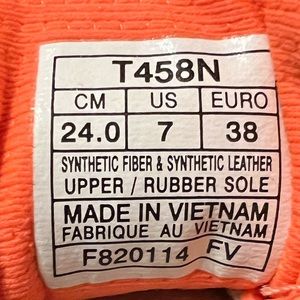 T458N
CM US EURO
24.0 7 38
SYNTHETIC FIBER & SYNTHETIC LEATHER
UPPER / RUBBER SOLE
MADE IN VIETNAM
FABRIQUE AU VIETNAM
F820114 FV